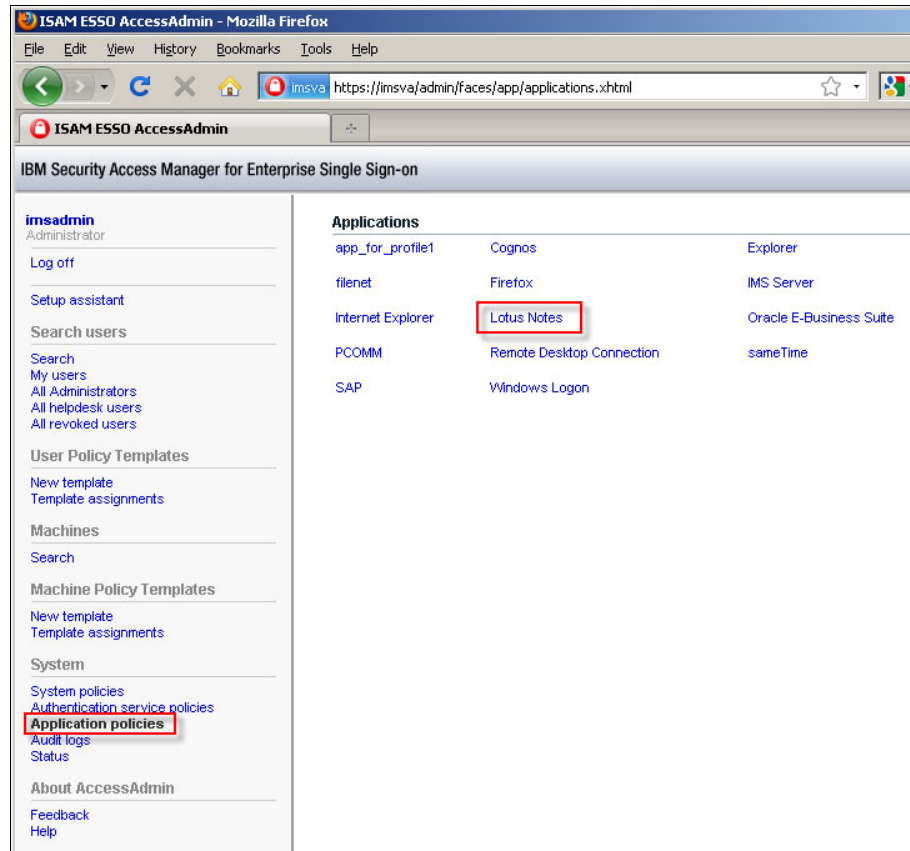 ISAM ESSO AccessAdmin - Mozilla Firefox
File Edit View History Bookmarks Tools Help
imsva https://imsva/admin/faces/app/applications.xhtml
ISAM ESSO AccessAdmin
IBM Security Access Manager for Enterprise Single Sign-on
imsadmin
Administrator
Log off
Setup assistant
Search users
Search
My users
All Administrators
All helpdesk users
All revoked users
User Policy Templates
New template
Template assignments
Machines
Search
Machine Policy Templates
New template
Template assignments
System
System policies
Authentication service policies
Application policies
Audit logs
Status
About AccessAdmin
Feedback
Help
Applications
app_for_profile1 Cognos Explorer
filenet Firefox IMS Server
Internet Explorer Lotus Notes Oracle E-Business Suite
PCOMM Remote Desktop Connection sameTime
SAP Windows Logon